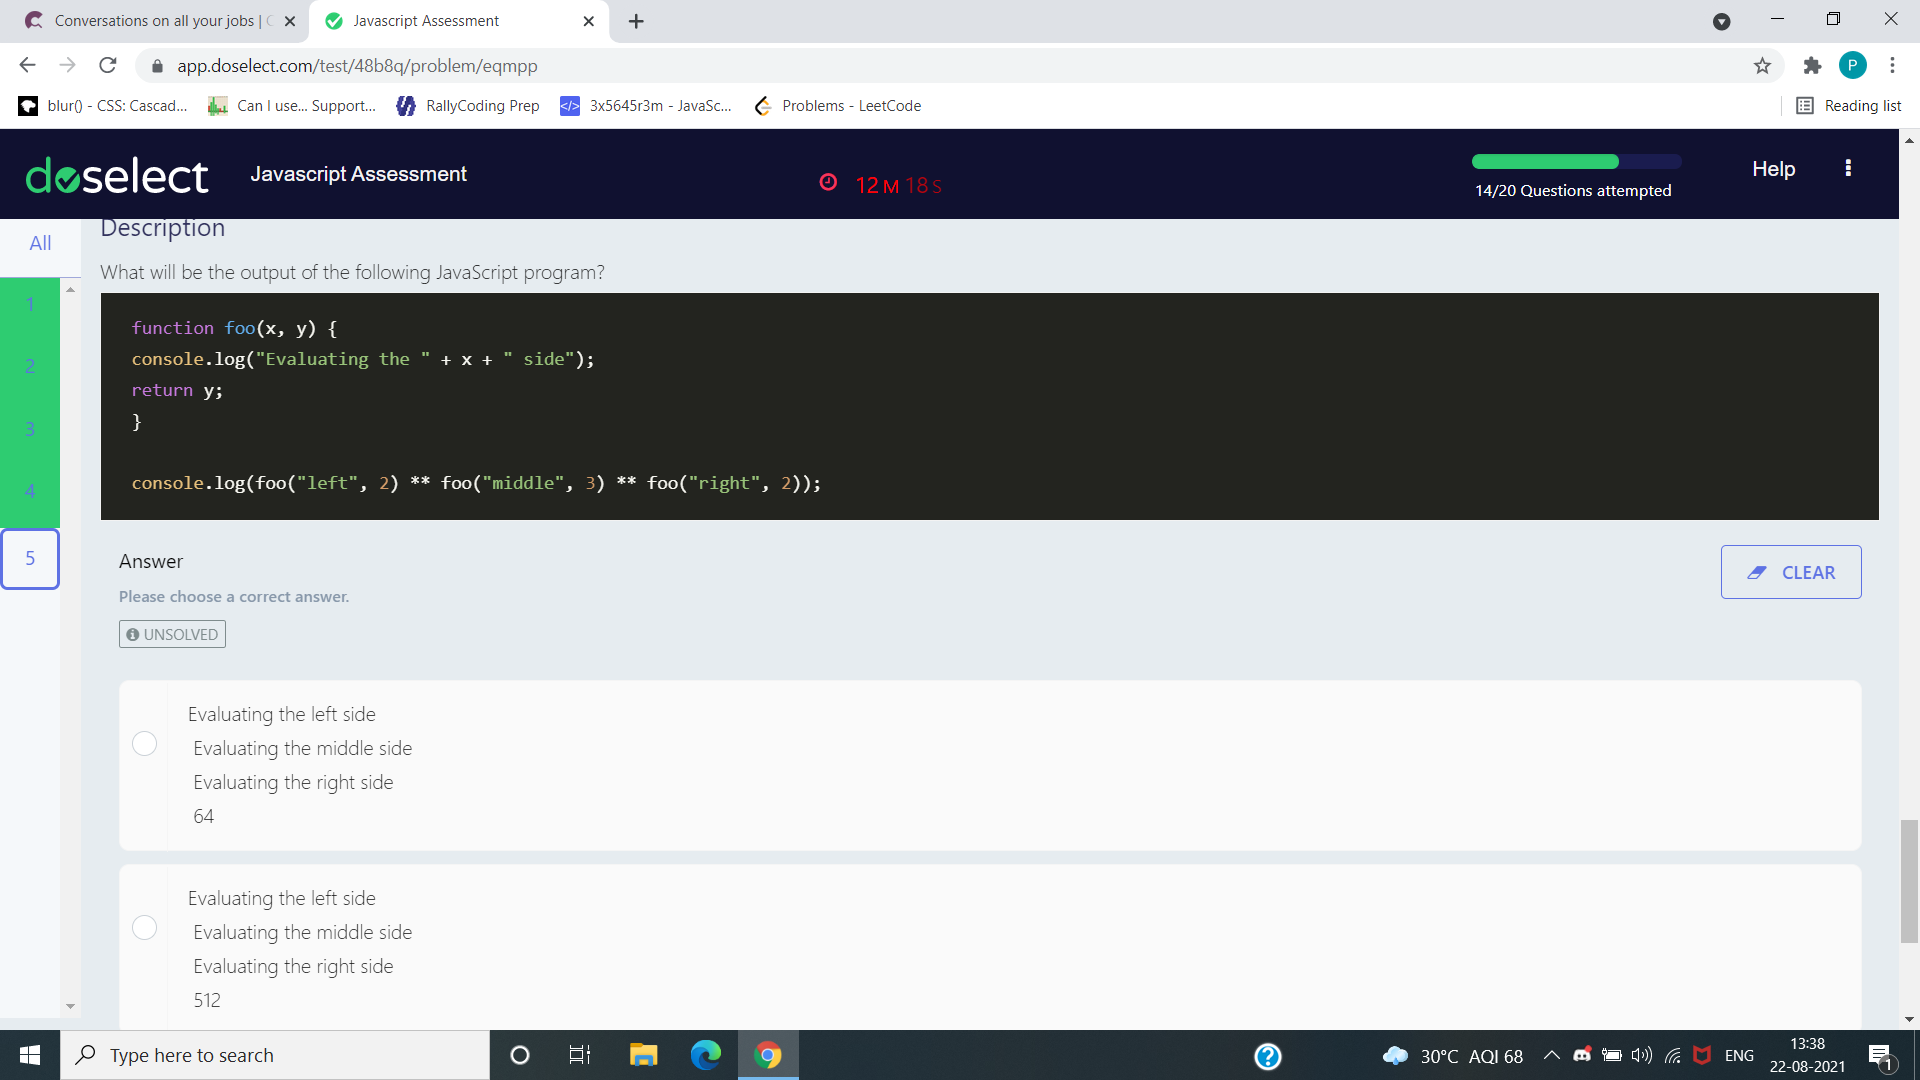 Conversations on all your jobs | C
Javascript Assessment
app.doselect.com/test/48b8q/problem/eqmpp
P
blur() - CSS: Cascad...
Can I use... Support...
RallyCoding Prep
3x5645r3m - JavaSc...
Problems - LeetCode
Reading list
doselect
Javascript Assessment
12 M 18 S
14/20 Questions attempted
Help
All
Description
What will be the output of the following JavaScript program?
1
2
3
4
5
function foo(x, y) {
console.log("Evaluating the " + x + " side");
return y;
}
console.log(foo("left", 2) ** foo("middle", 3) ** foo("right", 2));
Answer
CLEAR
Please choose a correct answer.
UNSOLVED
Evaluating the left side
Evaluating the middle side
Evaluating the right side
64
Evaluating the left side
Evaluating the middle side
Evaluating the right side
512
Type here to search
30°C AQI 68
ENG
13:38
22-08-2021
1